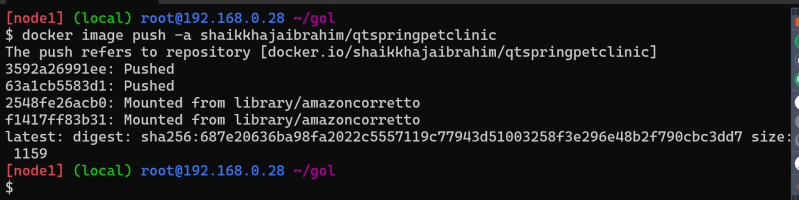 [node1] (local) root@192.168.0.28 ~/gol
$ docker image push -a shaikkhajaibrahim/qtspringpetclinic
The push refers to repository [docker.io/shaikkhajaibrahim/qtspringpetclinic]
3592a26991ee: Pushed
63a1cb5583d1: Pushed
2548fe26acb0: Mounted from library/amazoncorretto
f1417ff83b31: Mounted from library/amazoncorretto
latest: digest: sha256:687e20636ba98fa2022c5557119c77943d51003258f3e296e48b2f790cbc3dd7 size:
1159
[node1] (local) root@192.168.0.28 ~/gol
$